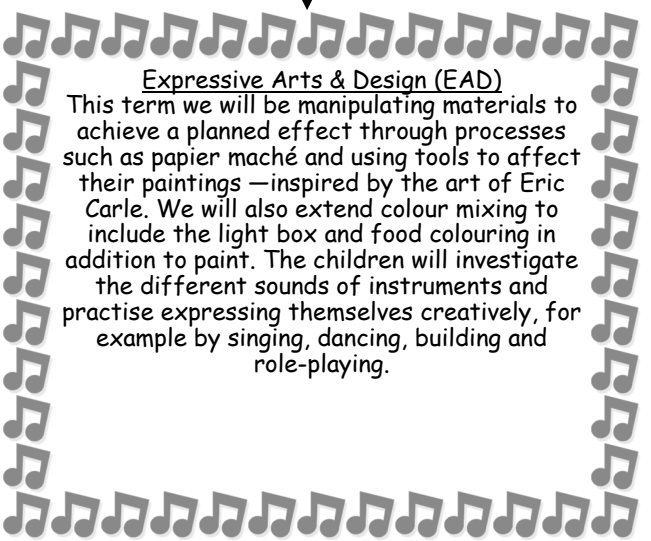 Expressive Arts & Design (EAD)
This term we will be manipulating materials to
achieve a planned effect through processes
such as papier maché and using tools to affect
their paintings —inspired by the art of Eric
Carle. We will also extend colour mixing to
include the light box and food colouring in
addition to paint. The children will investigate
the different sounds of instruments and
practise expressing themselves creatively, for
example by singing, dancing, building and
role-playing.